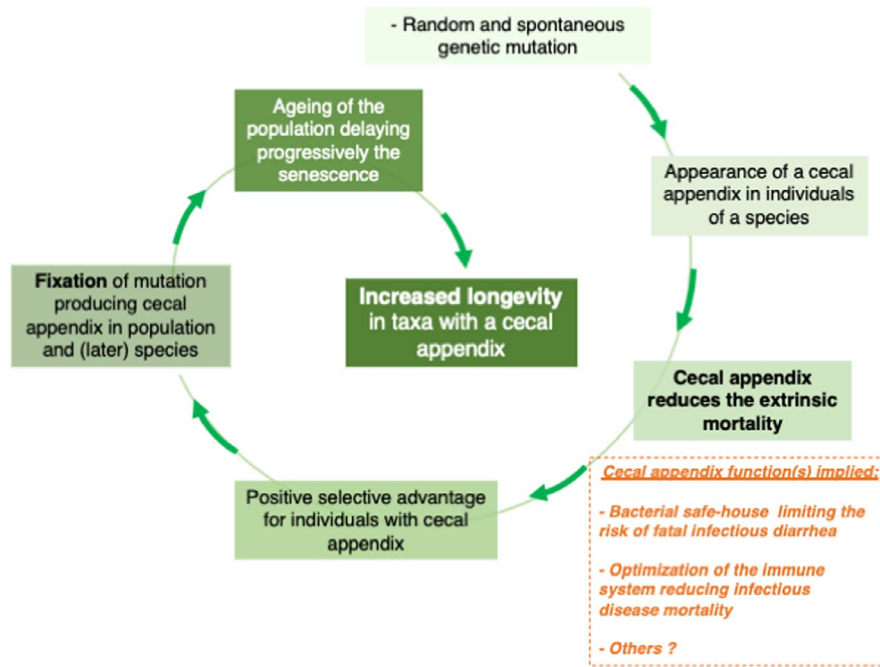 - Random and spontaneous
genetic mutation
Appearance of a cecal
appendix in individuals
of a species
Cecal appendix
reduces the extrinsic
mortality
Cecal appendix function(s) implied:
- Bacterial safe-house limiting the
risk of fatal infectious diarrhea
- Optimization of the immune
system reducing infectious
disease mortality
- Others ?
Positive selective advantage
for individuals with cecal
appendix
Fixation of mutation
producing cecal
appendix in population
and (later) species
Ageing of the
population delaying
progressively the
senescence
Increased longevity
in taxa with a cecal
appendix